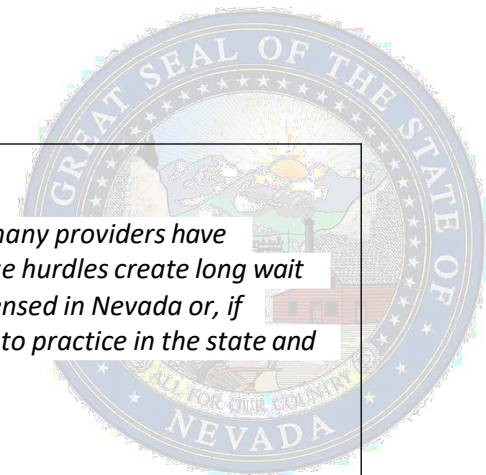 GREAT SEAL OF THE STATE OF
many providers have
e hurdles create long wait
ensed in Nevada or, if
to practice in the state and
ALL FOR OUR COUNTRY
NEVADA